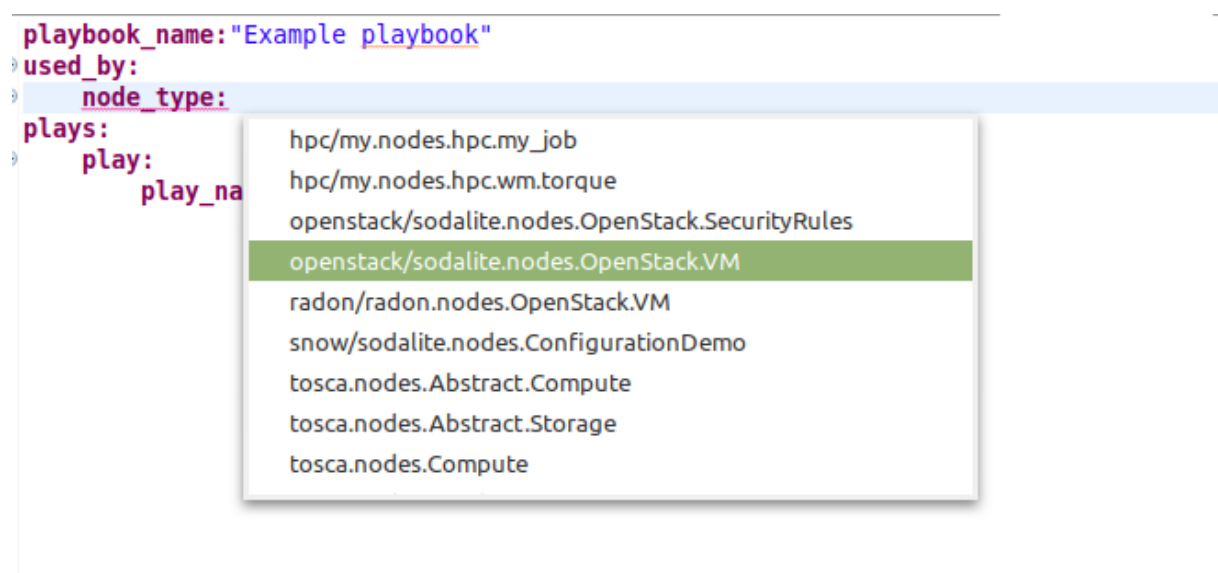 playbook_name:"Example playbook"
used_by:
node_type:
plays:
play:
play_na
hpc/my.nodes.hpc.my_job
hpc/my.nodes.hpc.wm.torque
openstack/sodalite.nodes.OpenStack.SecurityRules
openstack/sodalite.nodes.OpenStack.VM
radon/radon.nodes.OpenStack.VM
snow/sodalite.nodes.ConfigurationDemo
tosca.nodes.Abstract.Compute
tosca.nodes.Abstract.Storage
tosca.nodes.Compute